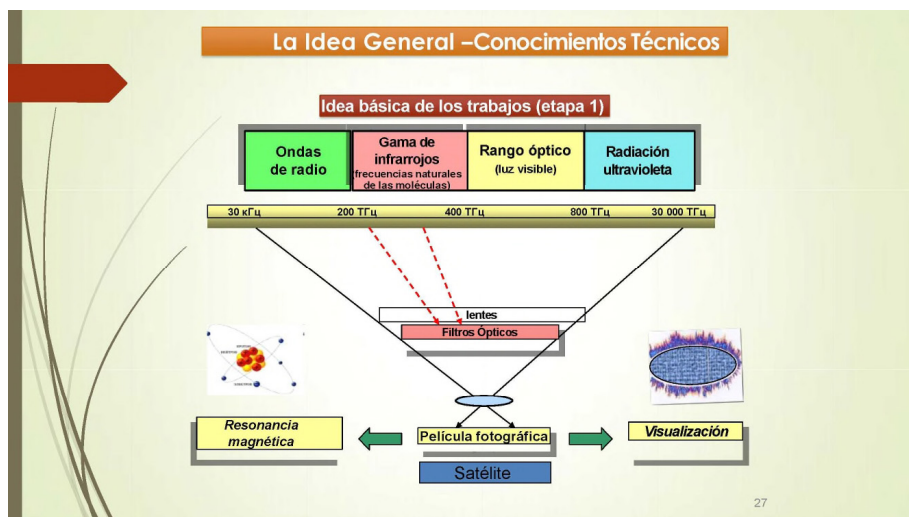 La Idea General –Conocimientos Técnicos
Idea básica de los trabajos (etapa 1)
Ondas
de radio
Gama de
infrarrojos
(frecuencias naturales
de las moléculas)
Rango óptico
(luz visible)
Radiación
ultravioleta
30 кГц 200 ТГц 400 ТГц 800 ТГц 30 000 ТГц
lentes
Filtros Ópticos
Resonancia
magnética
Película fotográfica
Visualización
Satélite
27